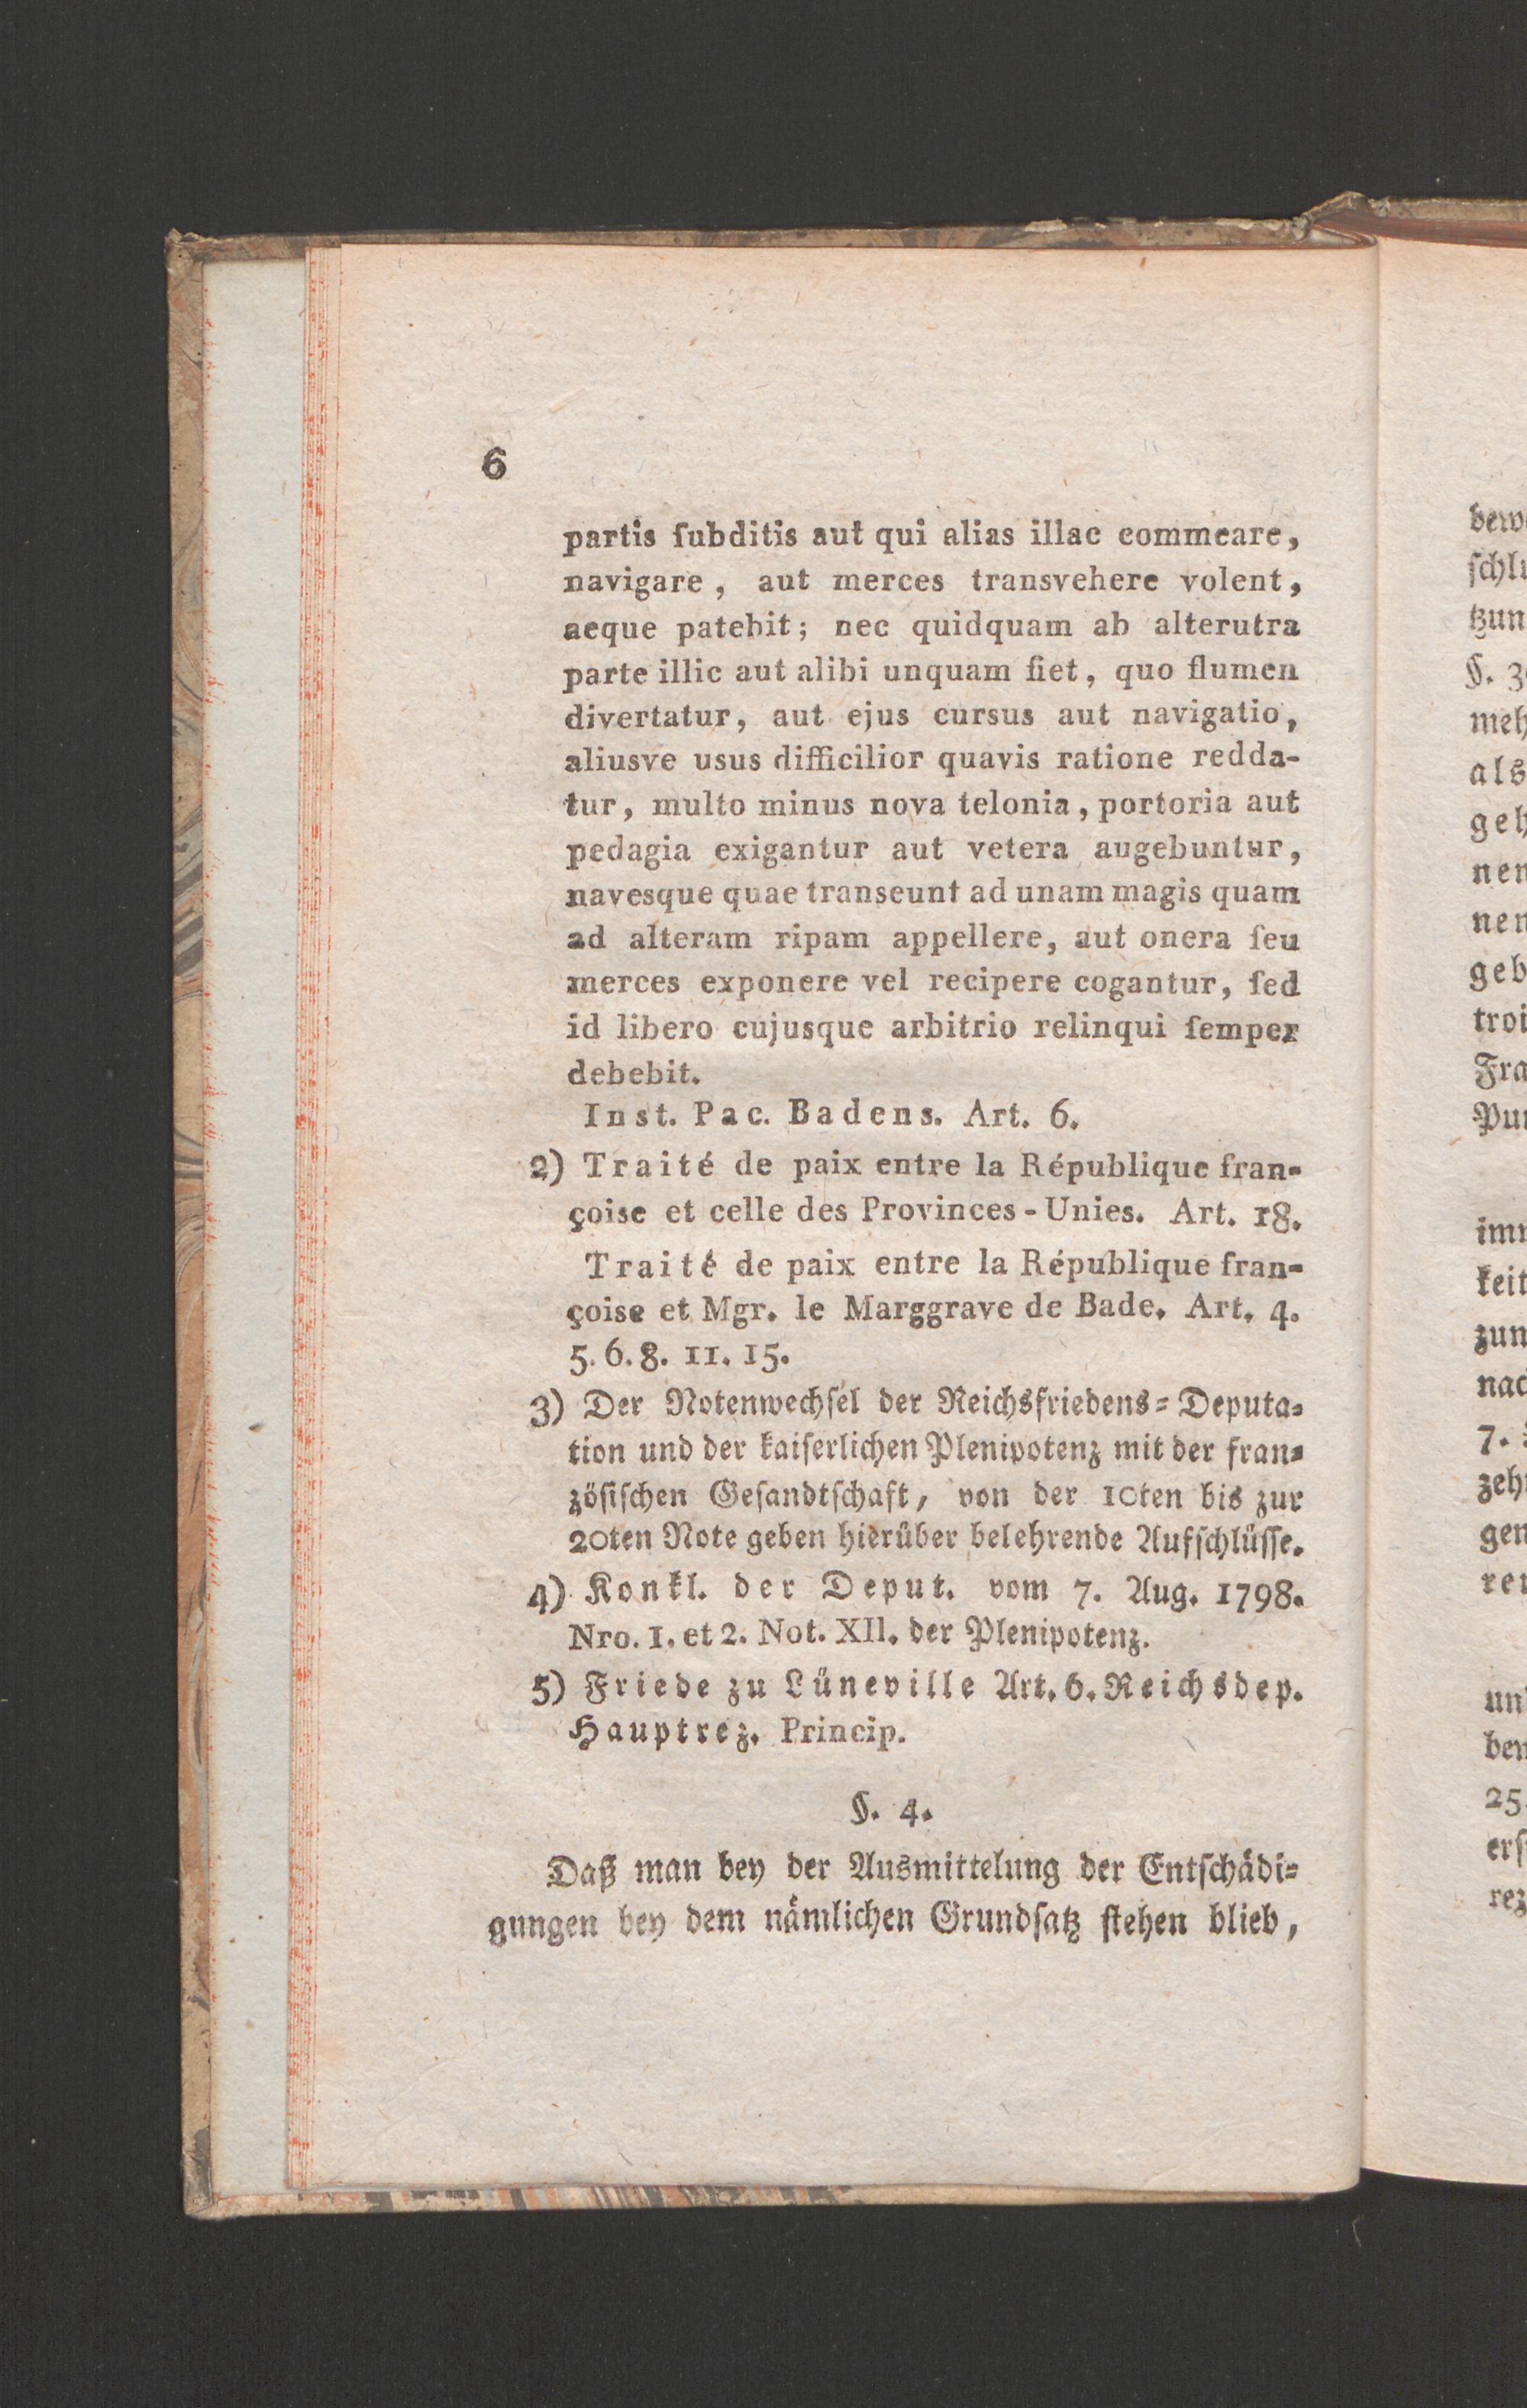 6
partis ſubditis aut qui alias illac commeare,
navigare, aut merces transvehere volent,
aeque patebit; nec quidquam ab alterutra
parte illic aut alibi unquam fiet, quo flumen
divertatur, aut ejus cursus aut navigatio,
aliusve usus difficilior quavis ratione redda-
tur, multo minus nova telonia, portoria aut
pedagia exigantur aut vetera augebuntur,
navesque quae transeunt ad unam magis quam
ad alteram ripam appellere, aut onera ſeu
merces exponere vel recipere cogantur, ſed
id libero cujusque arbitrio relinqui ſemper
debebit.
Inst. Pac. Badens. Art. 6.
2) Traité de paix entre la République fran-
çoise et celle des Provinces-Unies. Art. 18.
Traité de paix entre la République fran-
çoise et Mgr. le Marggrave de Bade. Art. 4.
5. 6. 8. 11. 15.
3) Der Notenwechſel der Reichsfriedens-Deputa-
tion und der kaiſerlichen Plenipotenz mit der fran-
zöſiſchen Geſandtſchaft, von der 10ten bis zur
20ten Note geben hierüber belehrende Aufſchlüſſe.
4) Konkl. der Deput. vom 7. Aug. 1798.
Nro. 1. et 2. Not. XII. der Plenipotenz.
5) Friede zu Lüneville Art. 6. Reichsdep.
Hauptrez. Princip.
§. 4.
Daß man bey der Ausmittelung der Entſchädi-
gungen bey dem nämlichen Grundſatz ſtehen blieb,